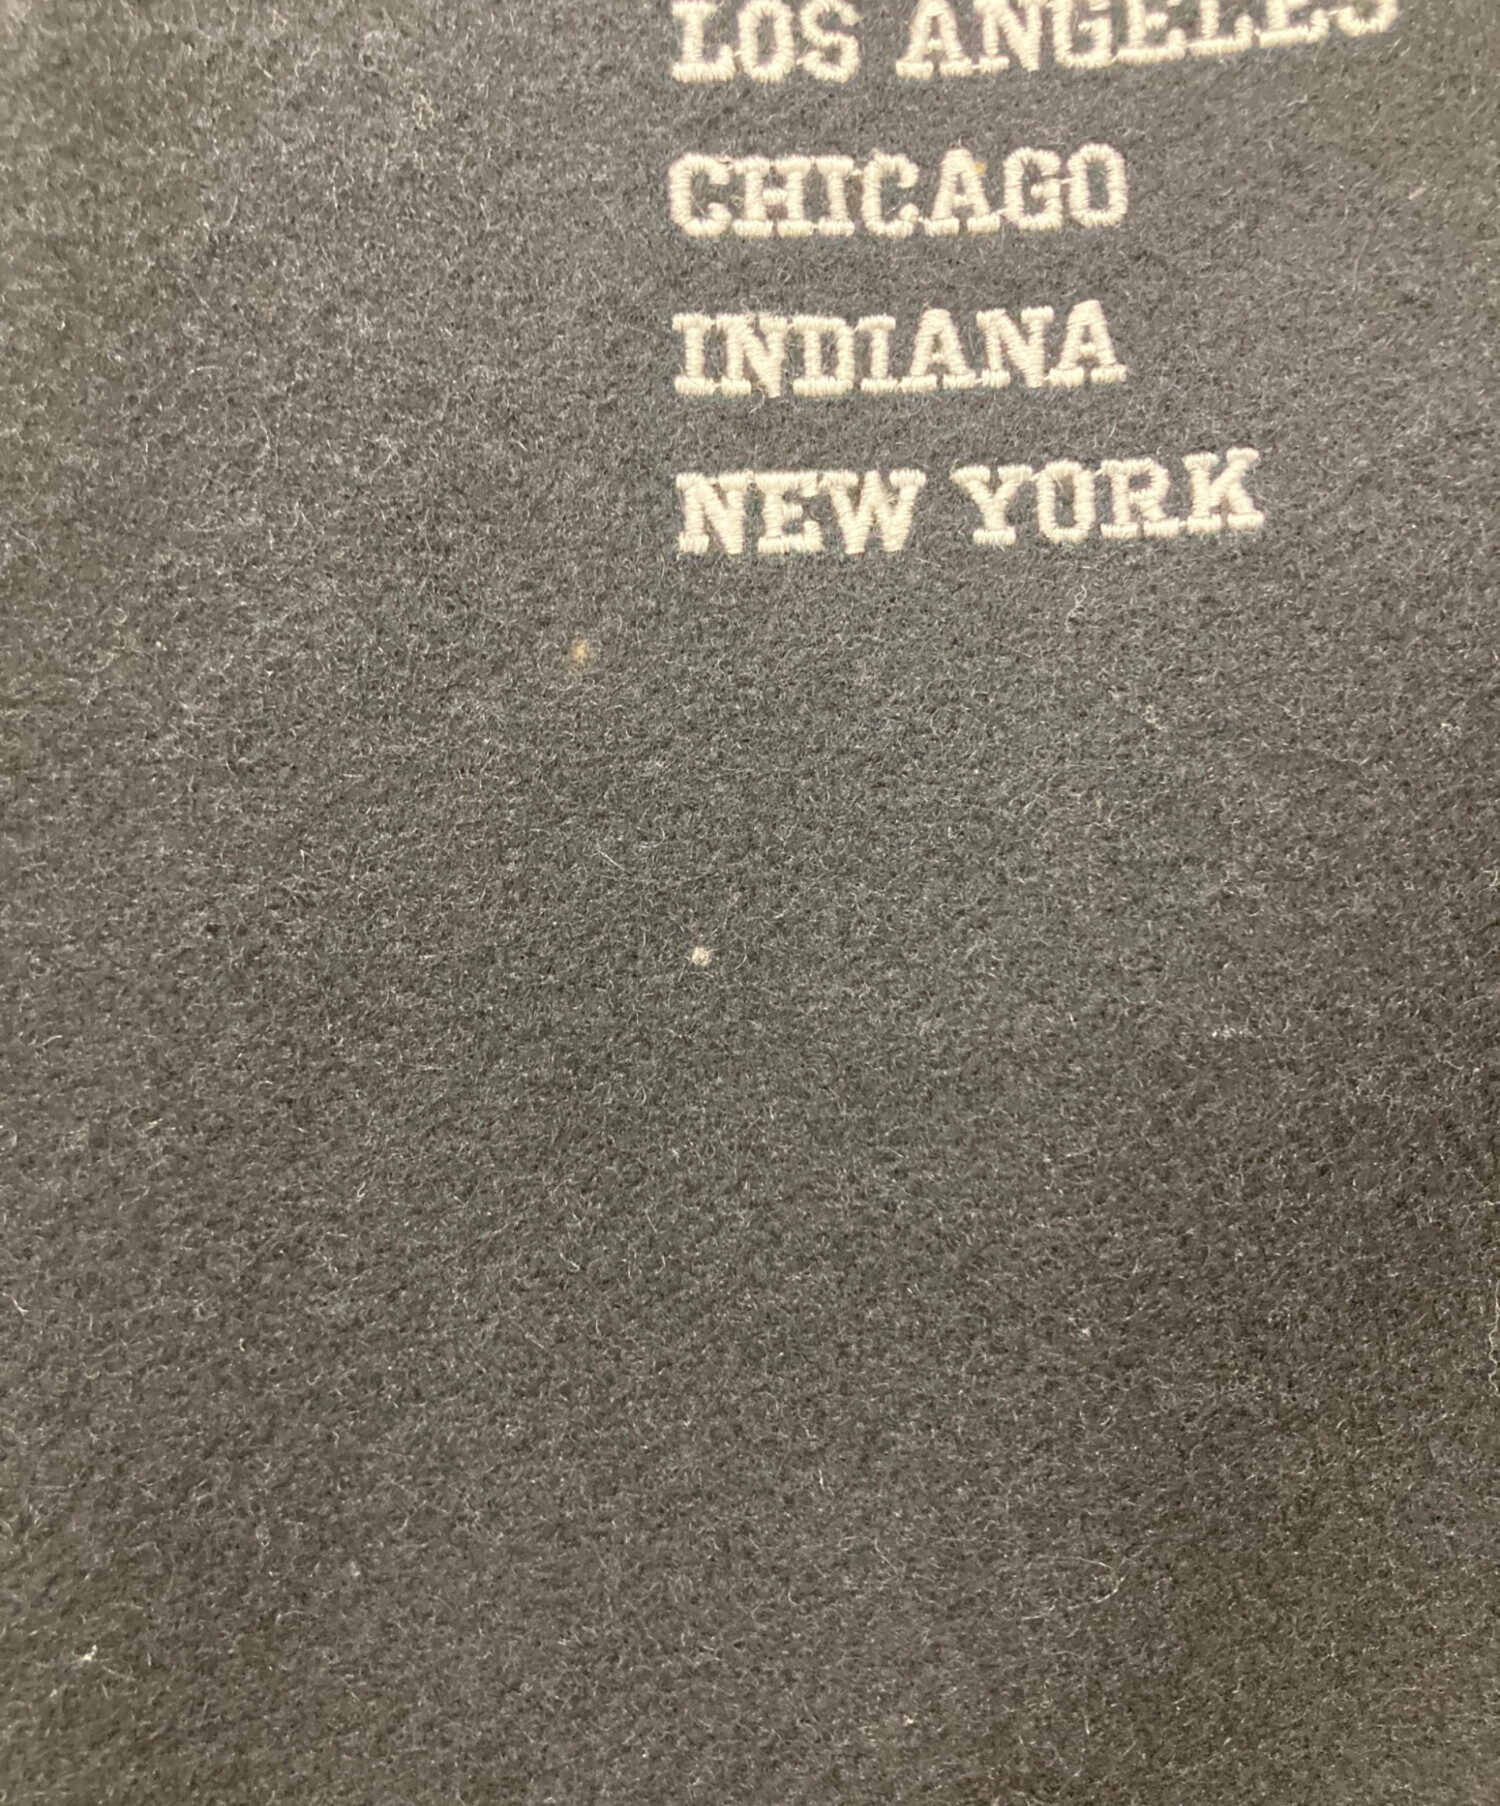 LOS ANGELES
CHICAGO
INDIANA
NEW YORK